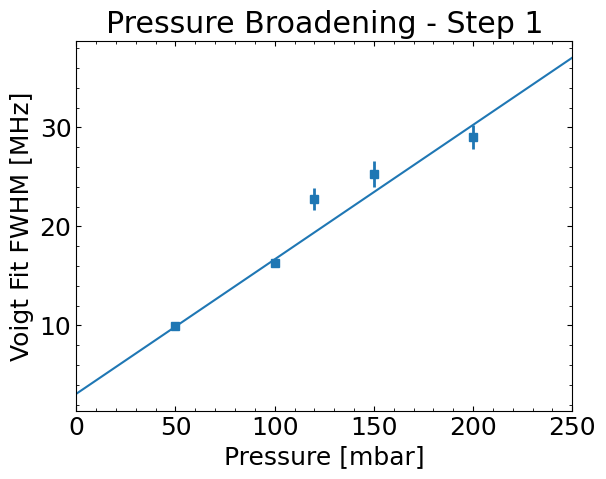 Pressure Broadening - Step 1
Voigt Fit FWHM [MHz]
30
20
10
0 50 100 150 200 250
Pressure [mbar]